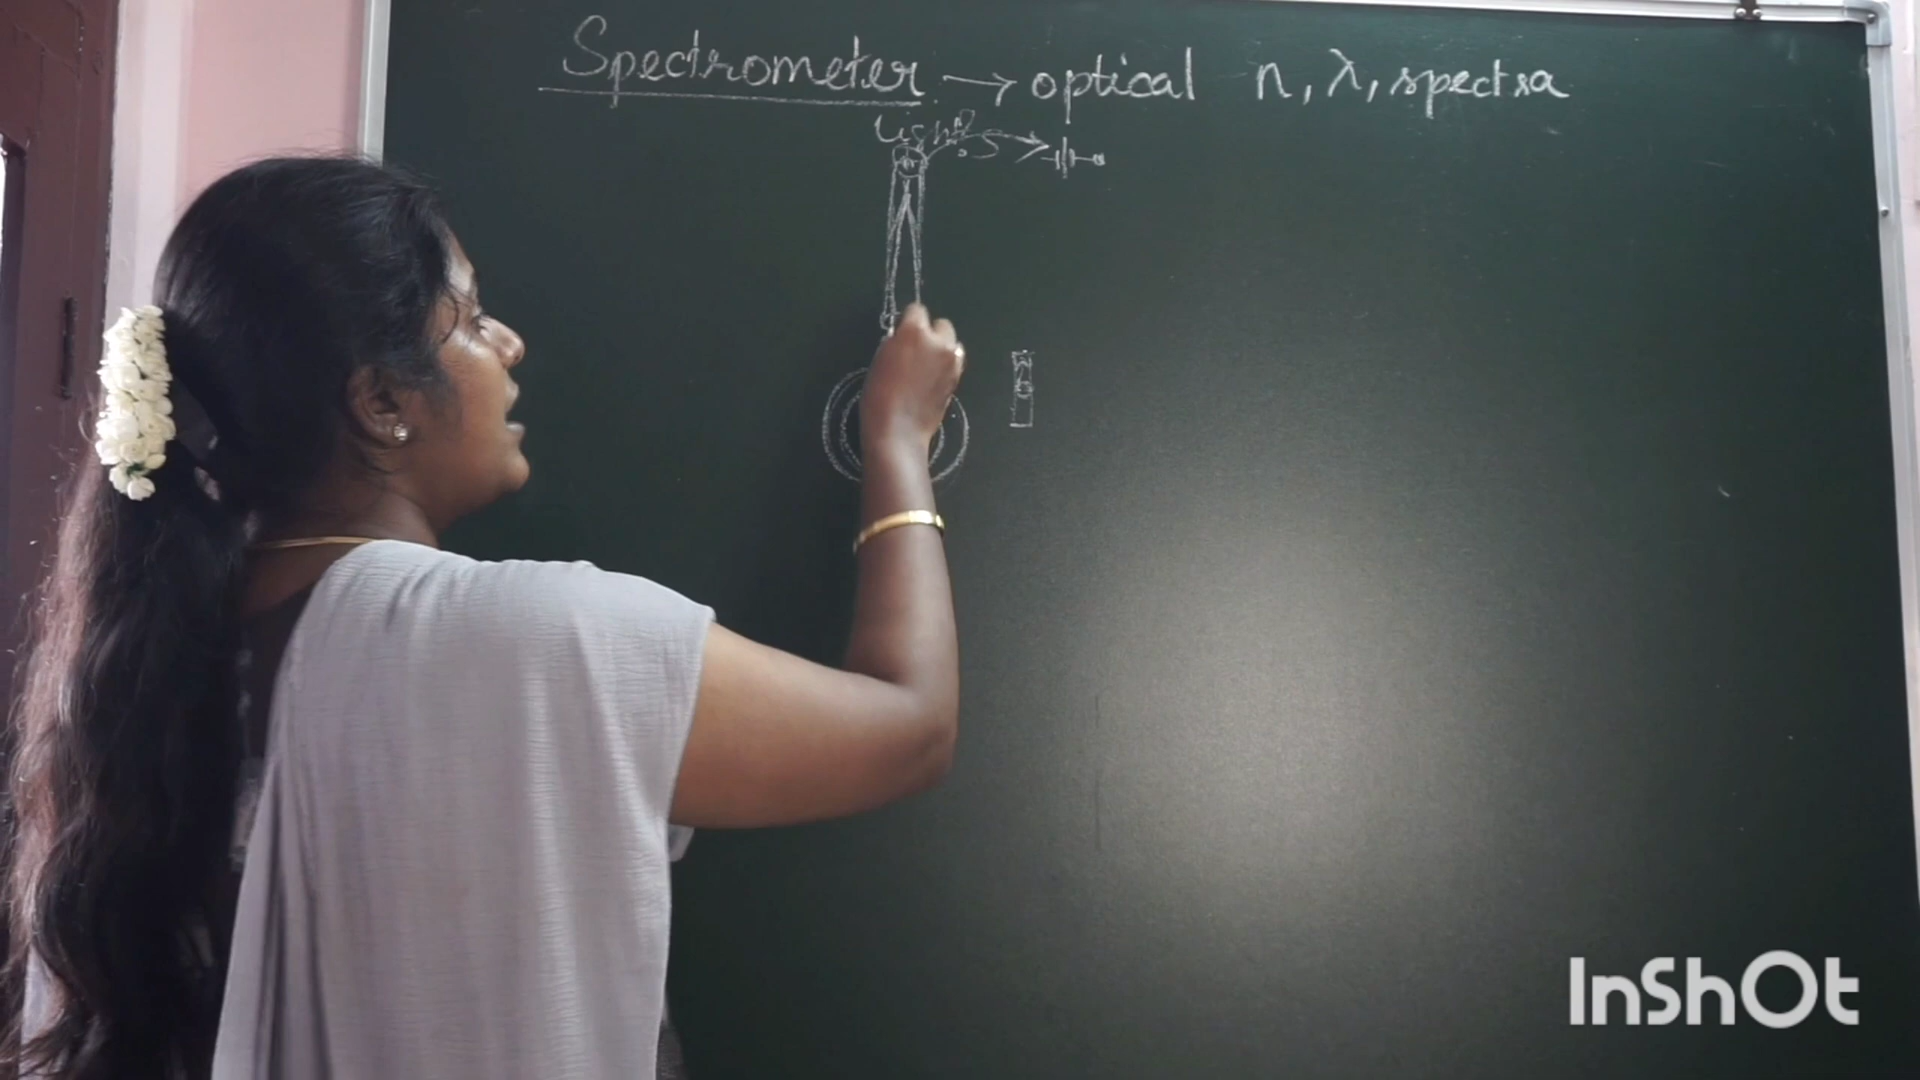 Spectrometer → optical n, λ, spectra
Light
S
InShOt